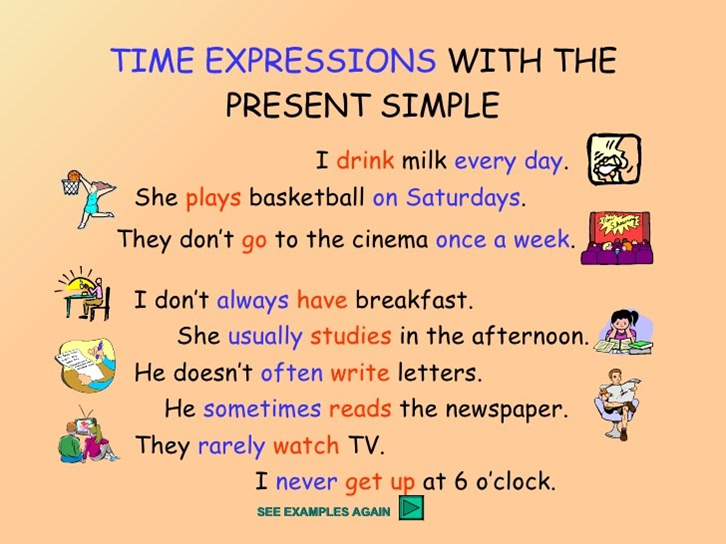 TIME EXPRESSIONS WITH THE
PRESENT SIMPLE
I drink milk every day.
She plays basketball on Saturdays.
They don't go to the cinema once a week.
I don't always have breakfast.
She usually studies in the afternoon.
He doesn't often write letters.
He sometimes reads the newspaper.
They rarely watch TV.
I never get up at 6 o'clock.
SEE EXAMPLES AGAIN